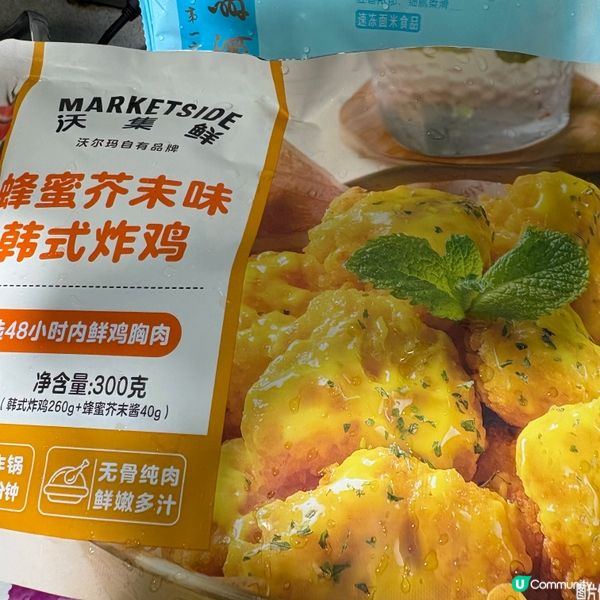 速冻面米食品
MARKETSIDE
沃集鲜
沃尔玛自有品牌
蜂蜜芥末味
韩式炸鸡
48小时内鲜鸡胸肉
净含量:300克
(韩式炸鸡260g+蜂蜜芥末酱40g)
炸锅
分钟
无骨纯肉
鲜嫩多汁
图片
U Community